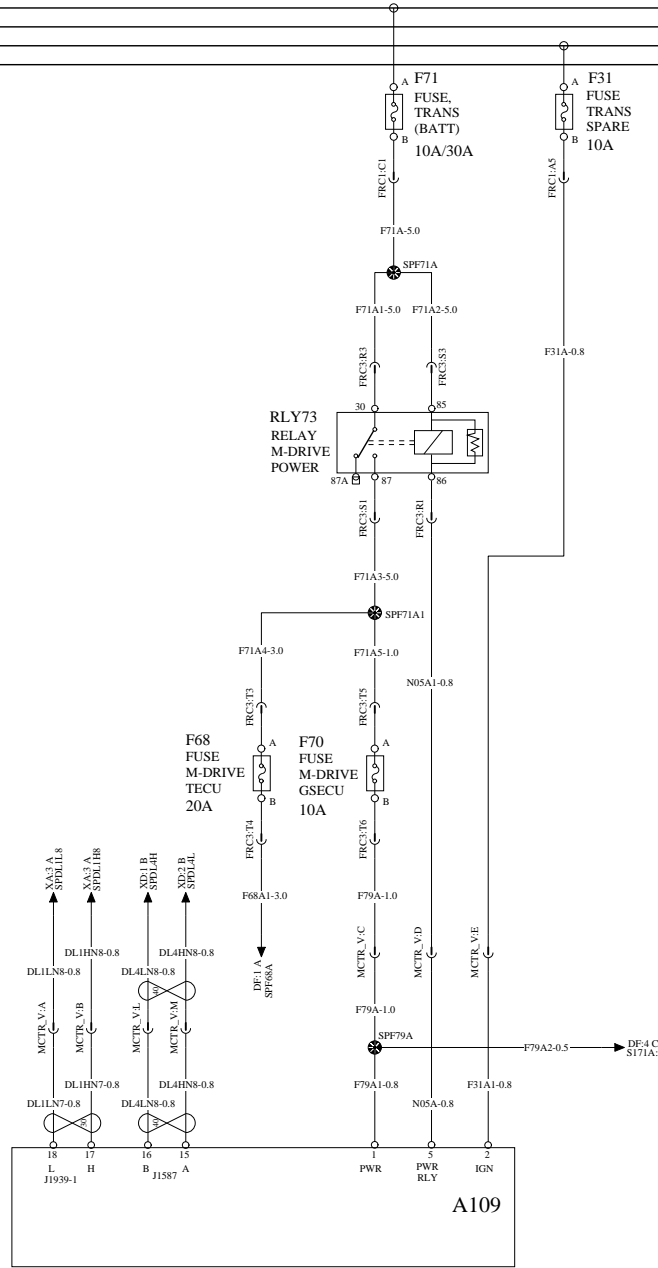 A
F71
FUSE,
TRANS
(BATT)
10A/30A
B
FRC1:C1
A
F31
FUSE
TRANS
SPARE
10A
B
FRC1:A5
F71A-5.0
SPF71A
F71A1-5.0
F71A2-5.0
F31A-0.8
FRC3:R3
FRC3:S3
30
85
RLY73
RELAY
M-DRIVE
POWER
87A
87
86
FRC3:S1
FRC3:R1
F71A3-5.0
SPF71A1
F71A4-3.0
F71A5-1.0
N05A1-0.8
FRC3:T3
FRC3:T5
F68
FUSE
M-DRIVE
TECU
20A
A
B
F70
FUSE
M-DRIVE
GSECU
10A
A
B
FRC3:T4
FRC3:T6
XA:3 A
SPDL1L8
XA:3 A
SPDL1H8
XD:1 B
SPDL4H
XD:2 B
SPDL4L
F68A1-3.0
F79A-1.0
DL1HN8-0.8
DL4HN8-0.8
DL1LN8-0.8
DL4LN8-0.8
40
DF:1 A
SPF68A
MCTR_V:C
MCTR_V:D
MCTR_V:E
MCTR_V:A
MCTR_V:B
MCTR_V:L
MCTR_V:M
F79A-1.0
SPF79A
F79A2-0.5
DF:4 C
S171A:
DL1HN7-0.8
DL4HN8-0.8
F79A1-0.8
F31A1-0.8
DL1LN7-0.8
DL4LN8-0.8
N05A-0.8
30
40
18
17
16
15
1
5
2
L
H
B
A
PWR
PWR
RLY
IGN
J1939-1
J1587
A109